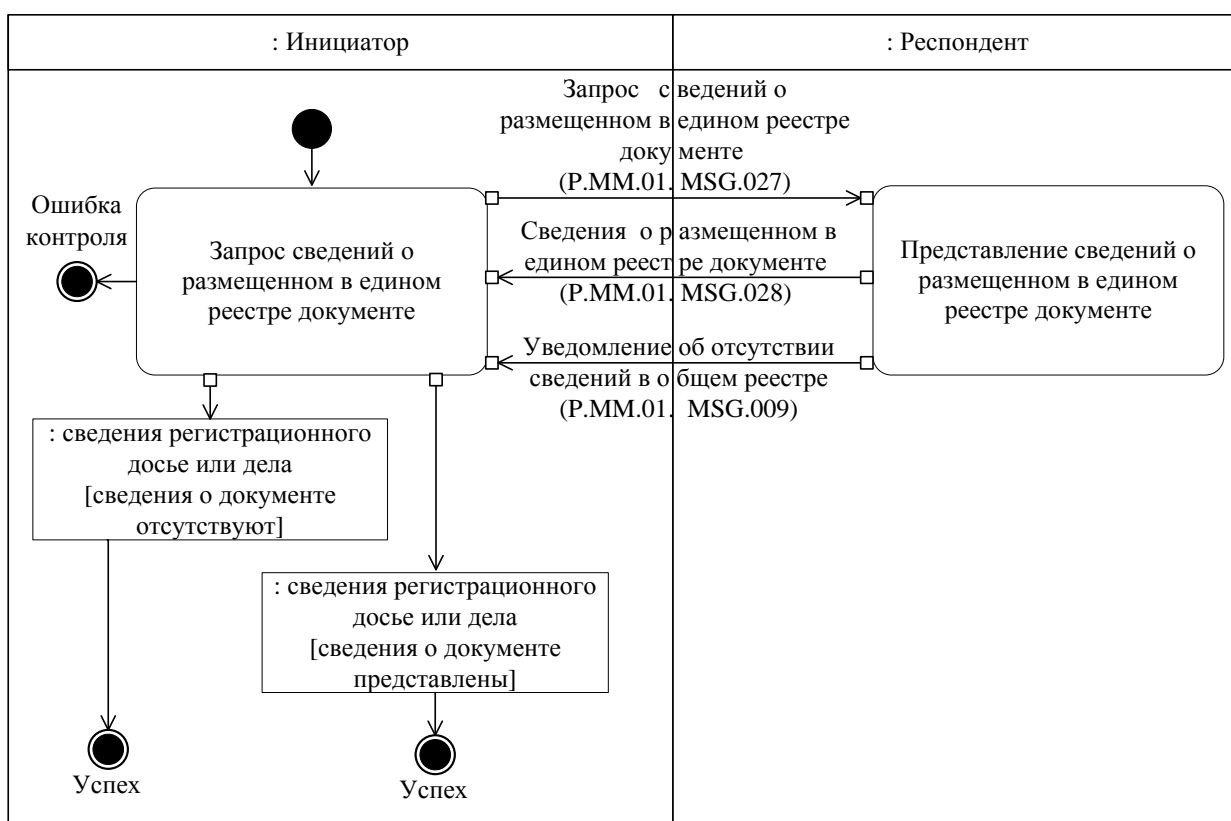 : Инициатор
: Респондент
Запрос сведений о
размещенном в едином реестре
документе
(P.MM.01. MSG.027)
Ошибка
контроля
Запрос сведений о
размещенном в едином
реестре документе
Сведения о размещенном в
едином реестре документе
(P.MM.01. MSG.028)
Представление сведений о
размещенном в едином
реестре документе
Уведомление об отсутствии
сведений в общем реестре
(P.MM.01. MSG.009)
: сведения регистрационного
досье или дела
[сведения о документе
отсутствуют]
: сведения регистрационного
досье или дела
[сведения о документе
представлены]
Успех
Успех